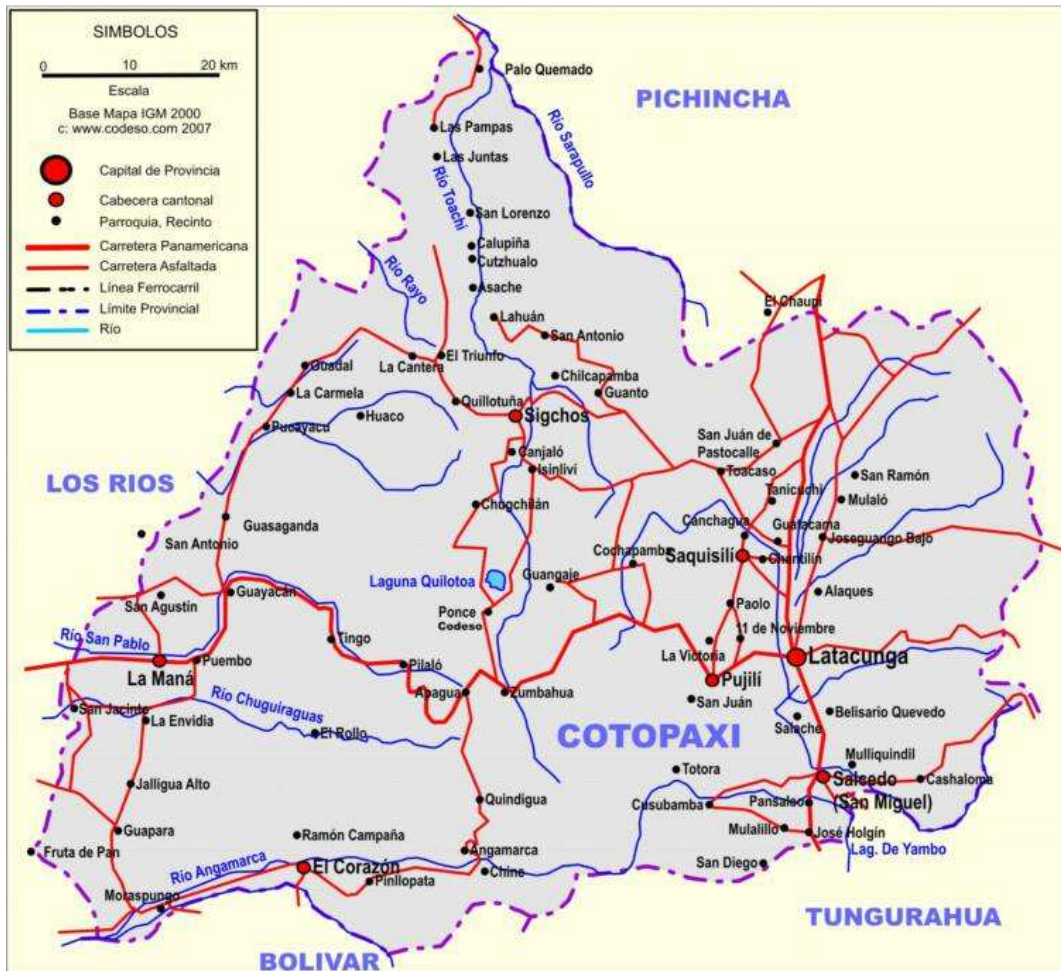 SIMBOLOS
0 10 20 km
Escala
Base Mapa IGM 2000
c: www.codeso.com 2007
Capital de Provincia
Cabecera cantonal
Parroquia, Recinto
Carretera Panamericana
Carretera Asfaltada
Línea Ferrocarril
Límite Provincial
Río
Palo Quemado
PICHINCHA
Las Pampas
Río Sarapullo
Las Juntas
Río Toachi
San Lorenzo
Calupiña
Cutzhualo
Río Rayo
Asache
El Chaupi
Lahuán
San Antonio
Guadal
La Cantera
El Triunfo
Chilcapamba
La Carmela
Quillotuña
Guanto
Huaco
Sigchos
Pucayacu
San Juán de
Pastocalle
Canjaló
Isinliví
Toacaso
San Ramón
LOS RIOS
Tanicuchi
Mulaló
Chogchilán
Guasaganda
Canchagua
Guatacama
Joseguango Bajo
San Antonio
Cochapamba
Saquisilí
Chantilín
Laguna Quilotoa
Guangaje
Guayacán
Alaques
San Agustín
Paolo
Ponce
Codeso
11 de Noviembre
Río San Pablo
Tingo
La Victoria
Latacunga
Puembo
Pilaló
La Maná
Pujilí
Apagua
Zumbahua
Río Chuguiraguas
San Juán
San Jacinto
La Envidia
Belisario Quevedo
Salache
El Rollo
COTOPAXI
Mulliquindil
Totora
Salcedo
(San Miguel)
Cashaloma
Jalligua Alto
Quindigua
Cusubamba
Pansaleo
Guapara
Ramón Campaña
Mulalillo
José Holgín
Fruta de Pan
Angamarca
Lag. De Yambo
Río Angamarca
El Corazón
Chine
San Diego
Pinllopata
Moraspungo
TUNGURAHUA
BOLIVAR